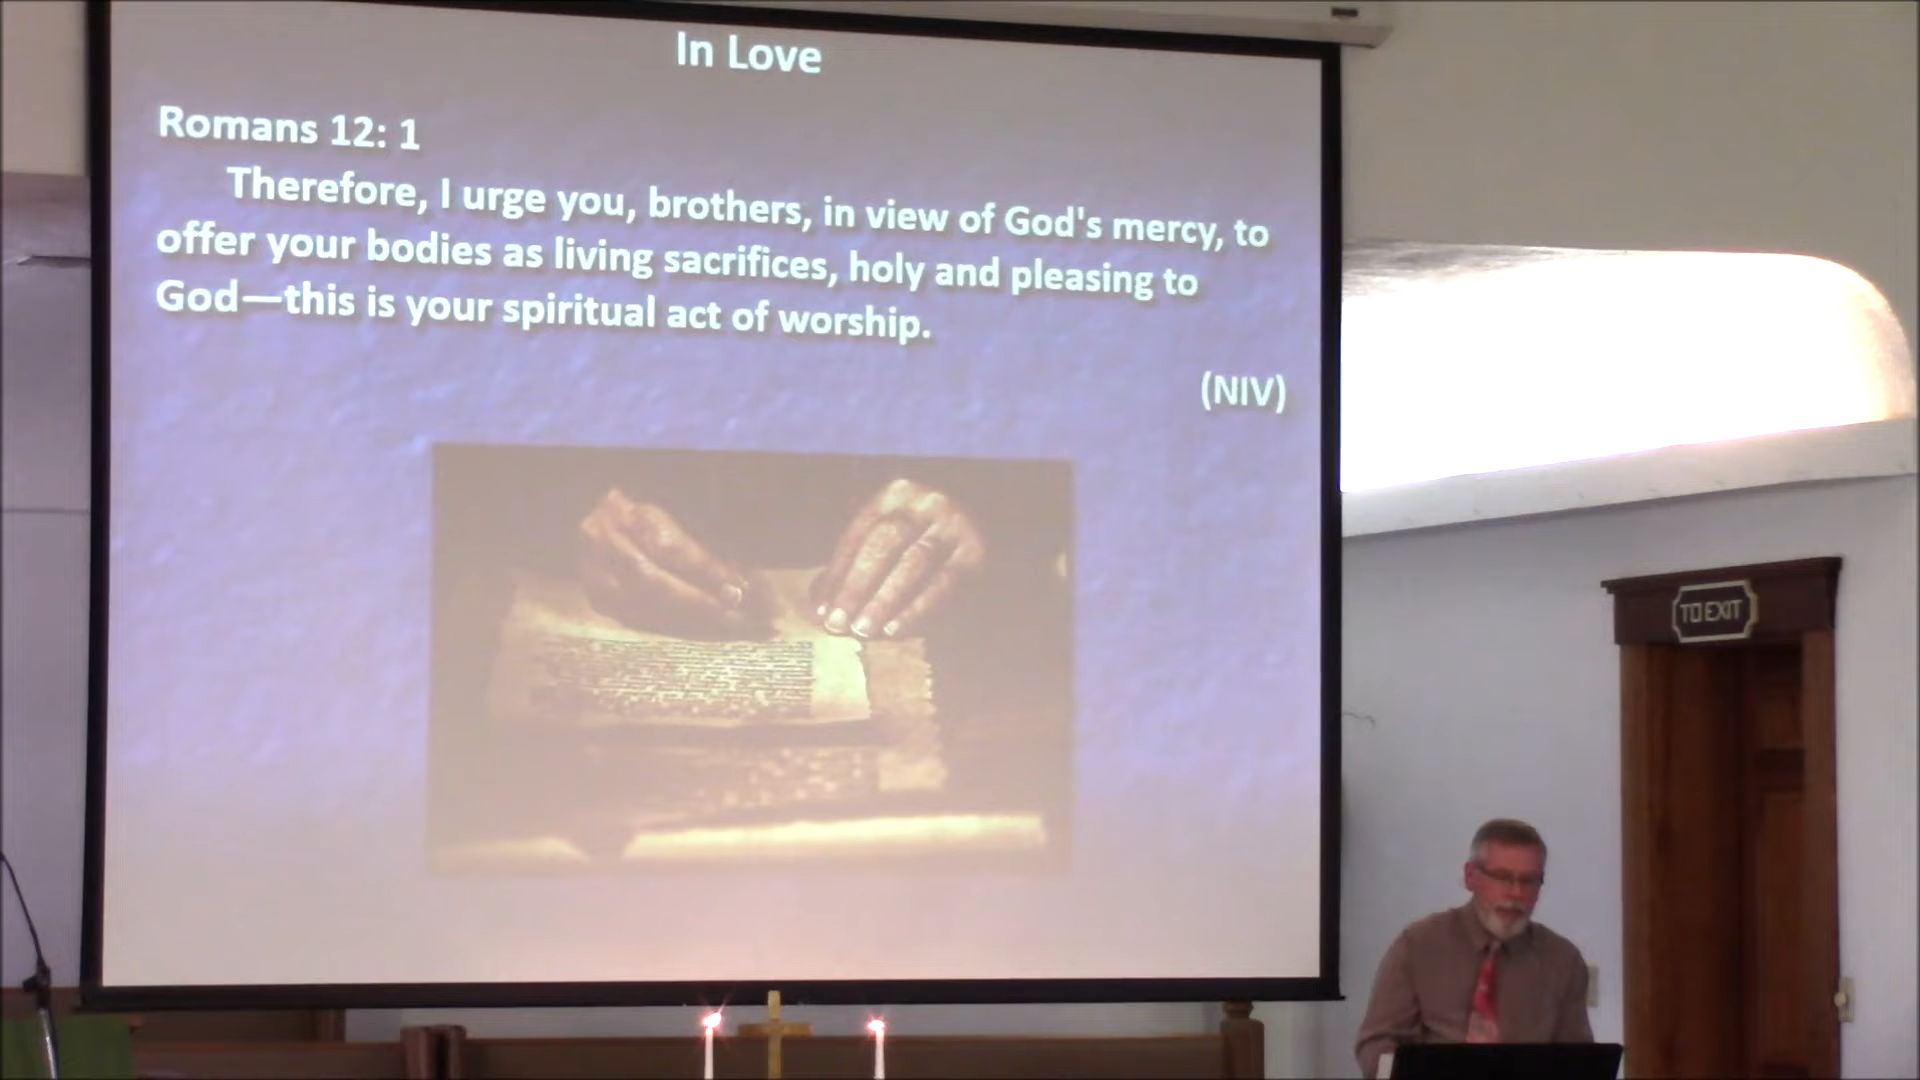 In Love
Romans 12: 1
Therefore, I urge you, brothers, in view of God's mercy, to
offer your bodies as living sacrifices, holy and pleasing to
God—this is your spiritual act of worship.
(NIV)
TO EXIT